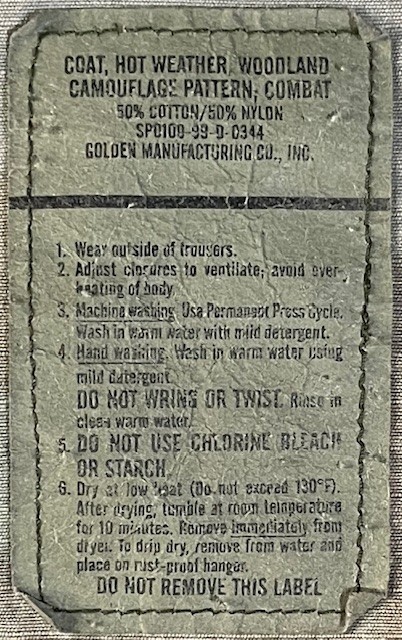 COAT, HOT WEATHER, WOODLAND
CAMOUFLAGE PATTERN, COMBAT
50% COTTON/50% NYLON
SPO100-99-D-0344
GOLDEN MANUFACTURING CO., INC.
1. Wear outside of trousers.
2. Adjust closures to ventilate; avoid over-
heating of body.
3. Machine washing. Use Permanent Press Cycle.
Wash in warm water with mild detergent.
4. Hand washing. Wash in warm water using
mild detergent.
DO NOT WRING OR TWIST. Rinse in
clean warm water.
5. DO NOT USE CHLORINE BLEACH
OR STARCH
6. Dry at low heat (Do not exceed 130°F).
After drying, tumble at room temperature
for 10 minutes. Remove immediately from
dryer. To drip dry, remove from water and
place on rust-proof hanger.
DO NOT REMOVE THIS LABEL